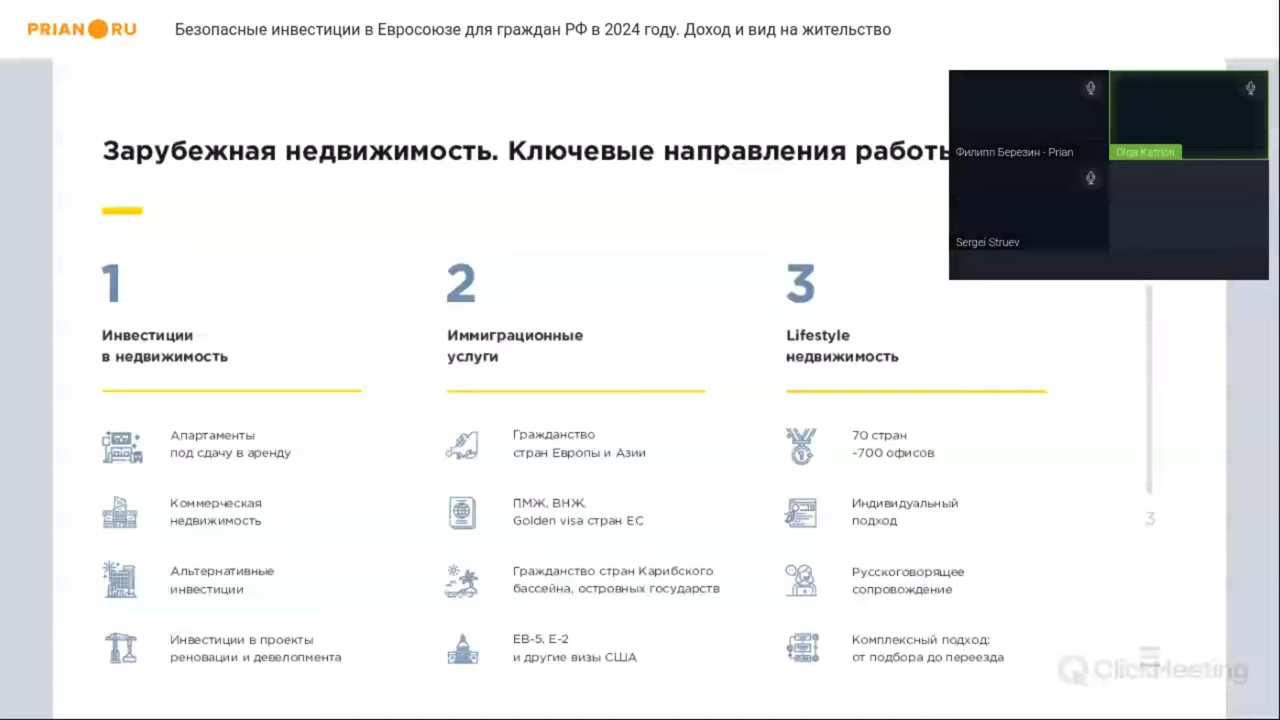 PRIAN RU
Безопасные инвестиции в Евросоюзе для граждан РФ в 2024 году. Доход и вид на жительство
Зарубежная недвижимость. Ключевые направления работ
Филипп Березин - Prian
Olga Ketrich
Sergei Struev
1
Инвестиции
в недвижимость
Апартаменты
под сдачу в аренду
Коммерческая
недвижимость
Альтернативные
инвестиции
Инвестиции в проекты
реновации и девелопмента
2
Иммиграционные
услуги
Гражданство
стран Европы и Азии
ПМЖ, ВНЖ,
Golden visa стран ЕС
Гражданство стран Карибского
бассейна, островных государств
ЕВ-5, Е-2
и другие визы США
3
Lifestyle
недвижимость
70 стран
~700 офисов
Индивидуальный
подход
Русскоговорящее
сопровождение
Комплексный подход:
от подбора до переезда
3
ClickMeeting